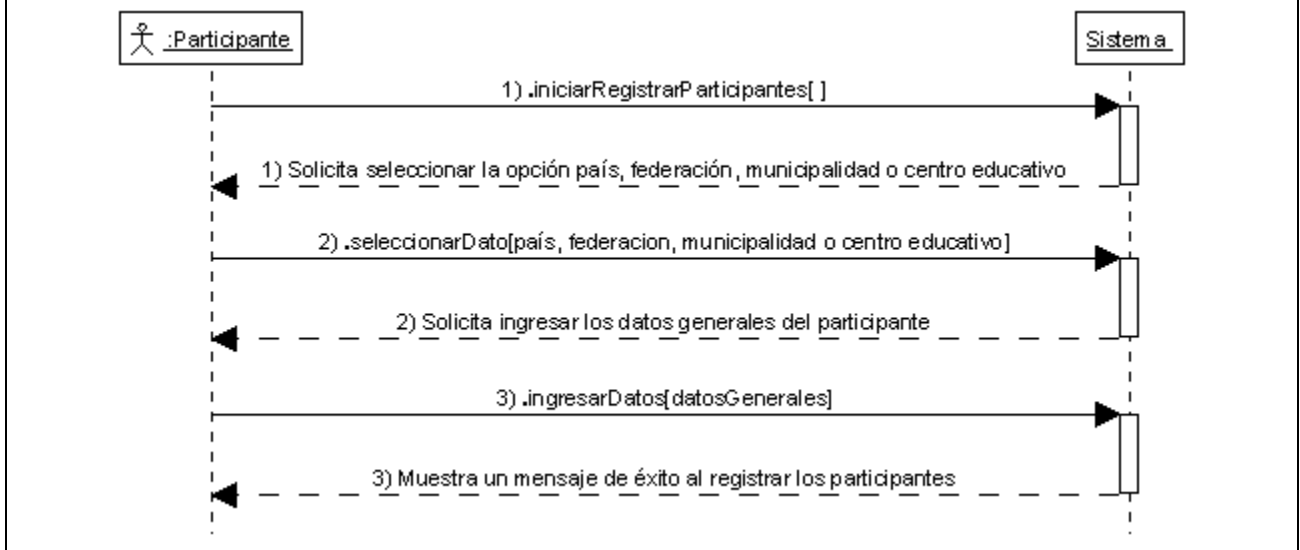 :Participante
Sistema
1) .iniciarRegistrarParticipantes[ ]
1) Solicita seleccionar la opción país, federación, municipalidad o centro educativo
2) .seleccionarDato[país, federacion, municipalidad o centro educativo]
2) Solicita ingresar los datos generales del participante
3) .ingresarDatos[datosGenerales]
3) Muestra un mensaje de éxito al registrar los participantes